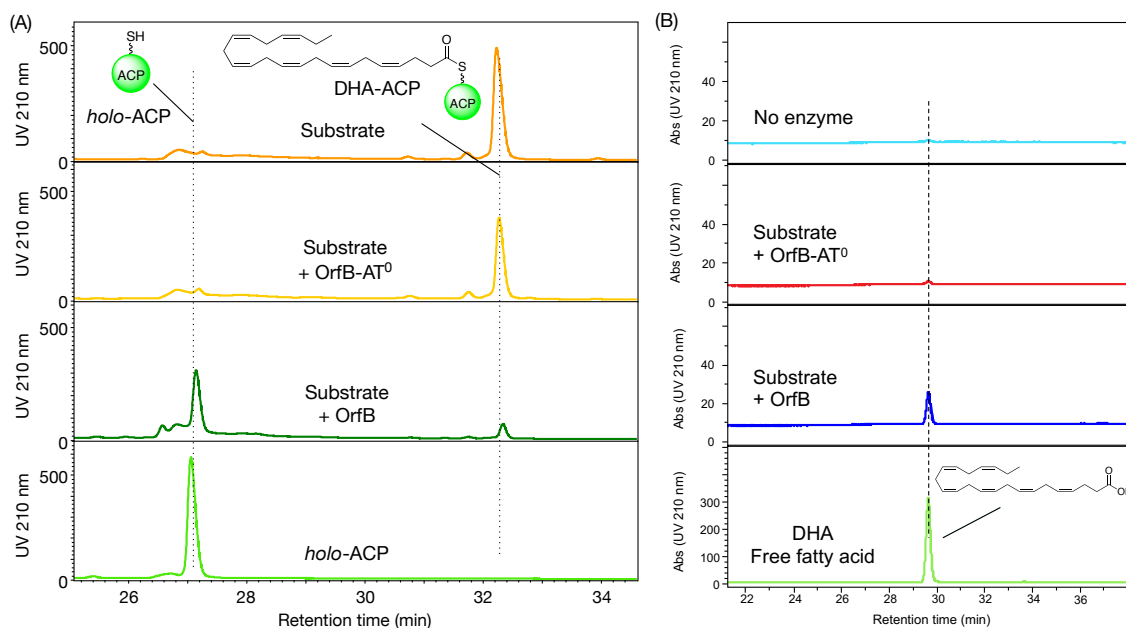 (A)
UV 210 nm
500
0
SH
ACP
holo-ACP
O
S
ACP
DHA-ACP
Substrate
UV 210 nm
500
0
Substrate
+ OrfB-AT⁰
UV 210 nm
500
0
Substrate
+ OrfB
UV 210 nm
500
0
holo-ACP
26
28
30
32
34
Retention time (min)
(B)
Abs (UV 210 nm)
40
20
10
0
No enzyme
Abs (UV 210 nm)
40
20
10
0
Substrate
+ OrfB-AT⁰
Abs (UV 210 nm)
40
20
10
0
Substrate
+ OrfB
Abs (UV 210 nm)
300
200
100
0
O
DHA
Free fatty acid
22
24
26
28
30
32
34
36
Retention time (min)